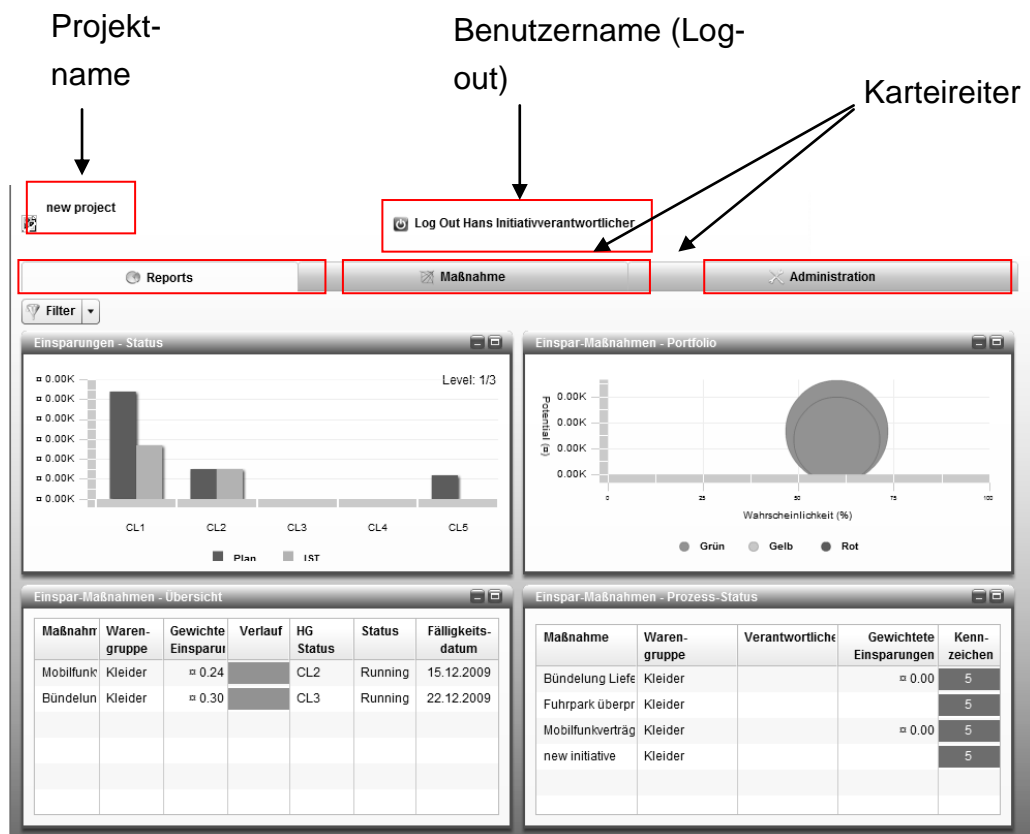 Projekt-
name
Benutzername (Log-
out)
Karteireiter
new project
Log Out Hans Initiativverantwortlicher
Reports
Maßnahme
Administration
Filter
Einsparungen - Status
Level: 1/3
¤ 0.00K
¤ 0.00K
¤ 0.00K
¤ 0.00K
¤ 0.00K
¤ 0.00K
¤ 0.00K
CL1 CL2 CL3 CL4 CL5
Plan IST
Einspar-Maßnahmen - Portfolio
Potential (¤)
0.00K
0.00K
0.00K
0.00K
0 25 50 75 100
Wahrscheinlichkeit (%)
Grün Gelb Rot
Einspar-Maßnahmen - Übersicht
Maßnahm Waren- Gewichte Verlauf HG Status Fälligkeits-
gruppe Einsparun Status datum
Mobilfunk Kleider ¤ 0.24 CL2 Running 15.12.2009
Bündelun Kleider ¤ 0.30 CL3 Running 22.12.2009
Einspar-Maßnahmen - Prozess-Status
Maßnahme Waren- Verantwortliche Gewichtete Kenn-
gruppe Einsparungen zeichen
Bündelung Liefe Kleider ¤ 0.00 5
Fuhrpark überpr Kleider 5
Mobilfunkverträg Kleider ¤ 0.00 5
new initiative Kleider 5